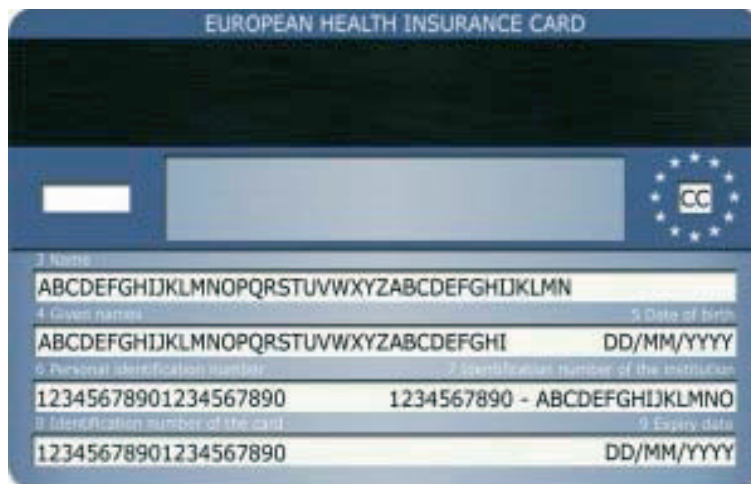 EUROPEAN HEALTH INSURANCE CARD
CC
3 Name
ABCDEFGHIJKLMNOPQRSTUVWXYZABCDEFGHIJKLMN
4 Given names 5 Date of birth
ABCDEFGHIJKLMNOPQRSTUVWXYZABCDEFGHI DD/MM/YYYY
6 Personal identification number 7 Identification number of the institution
12345678901234567890 1234567890 - ABCDEFGHIJKLMNO
8 Identification number of the card 9 Expiry date
12345678901234567890 DD/MM/YYYY